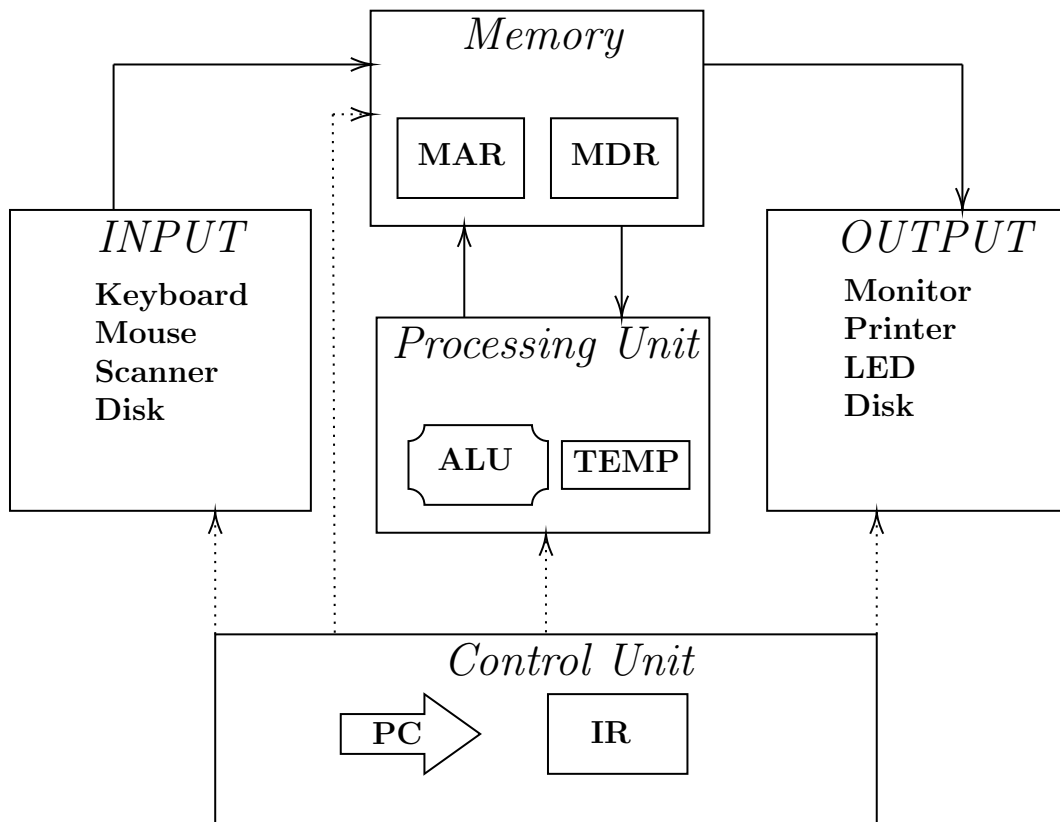 Memory
MAR
MDR
INPUT
Keyboard
Mouse
Scanner
Disk
Processing Unit
ALU
TEMP
OUTPUT
Monitor
Printer
LED
Disk
Control Unit
PC
IR